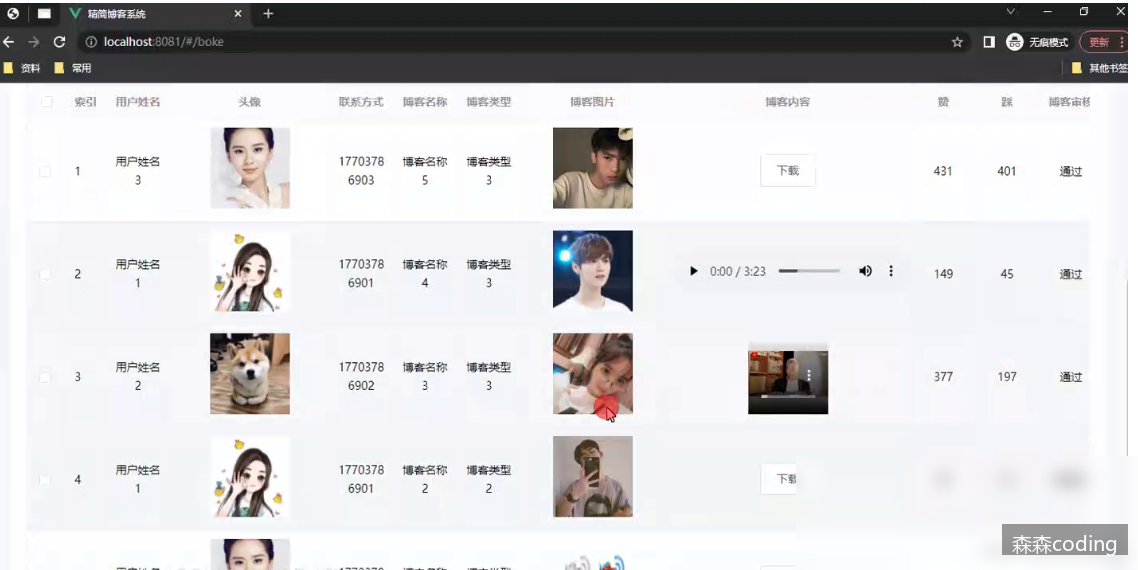 精简博客系统
localhost:8081/#/boke
无痕模式
更新
资料
常用
其他书签
索引 用户姓名 头像 联系方式 博客名称 博客类型 博客图片 博客内容 赞 踩 博客审核
1 用户姓名3 17703786903 博客名称5 博客类型3 下载 431 401 通过
2 用户姓名1 17703786901 博客名称4 博客类型3 0:00 / 3:23 149 45 通过
3 用户姓名2 17703786902 博客名称3 博客类型3 377 197 通过
4 用户姓名1 17703786901 博客名称2 博客类型2 下载
森森coding